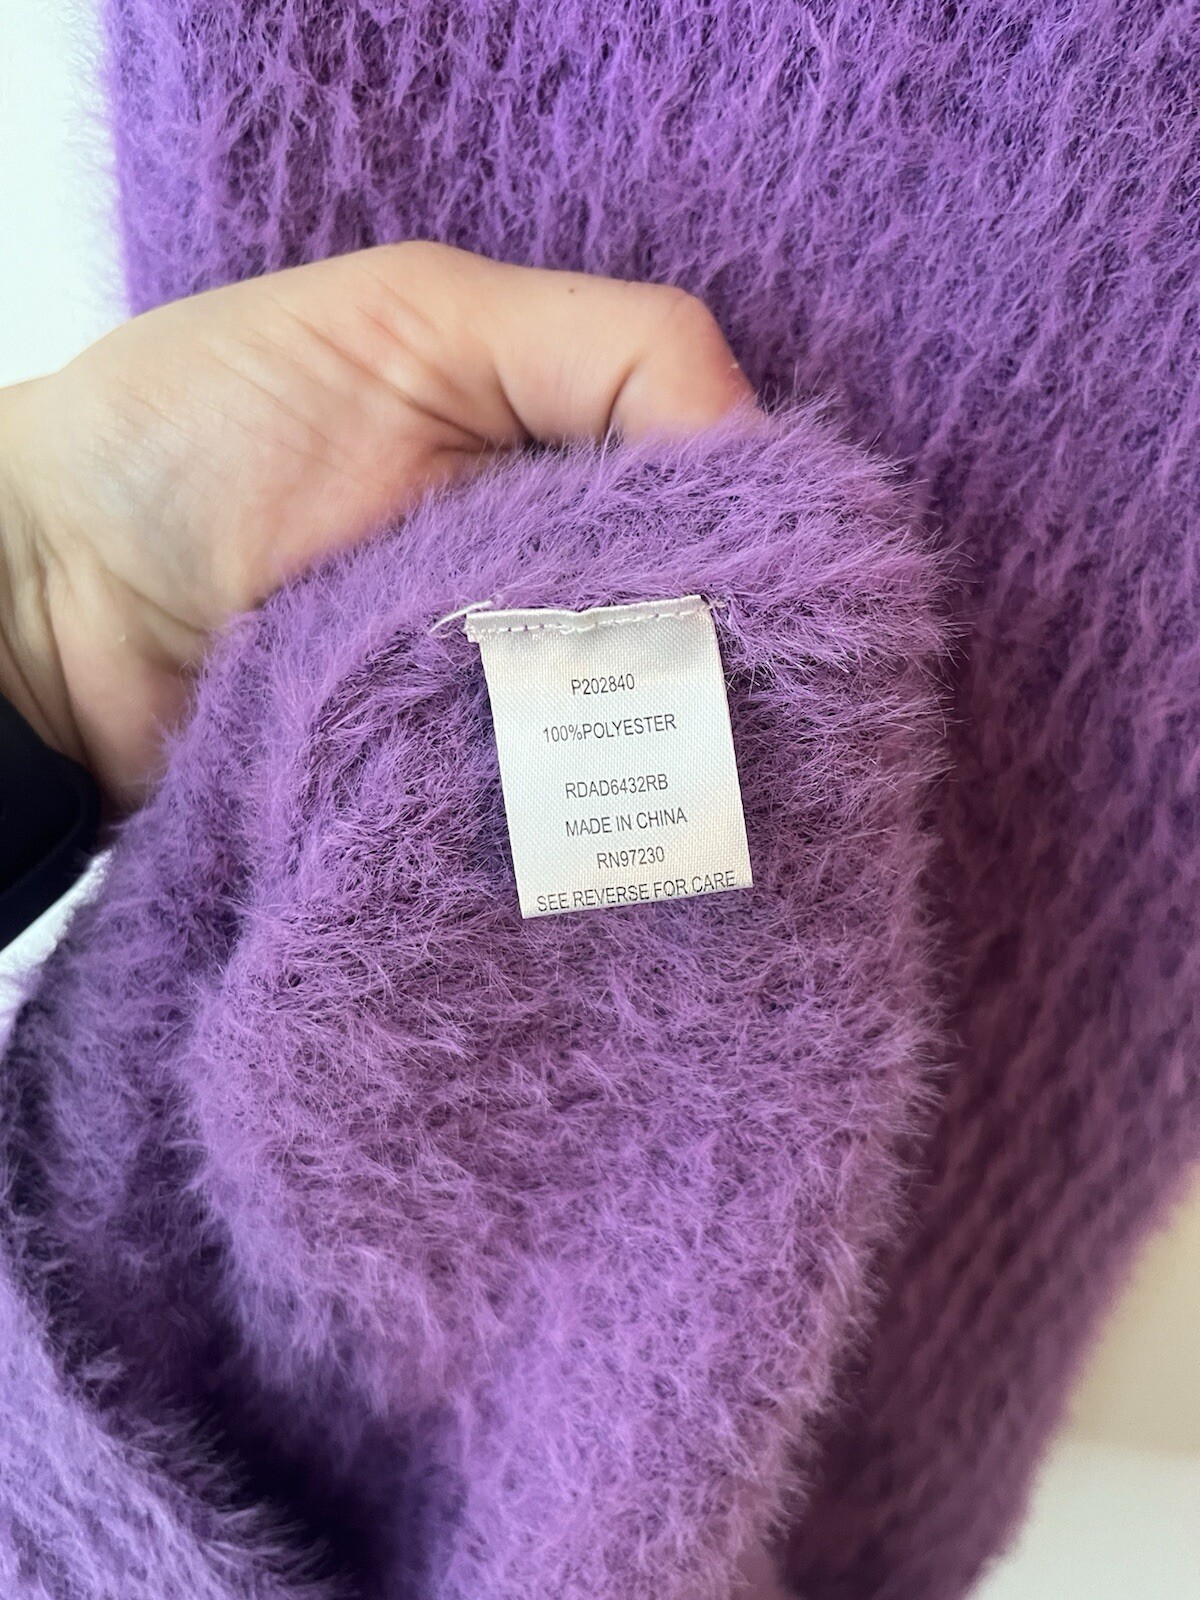 P202840
100%POLYESTER
RDAD6432RB
MADE IN CHINA
RN97230
SEE REVERSE FOR CARE